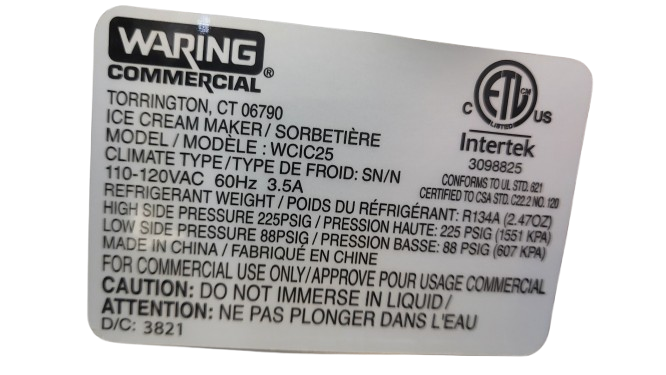 WARING
COMMERCIAL®
TORRINGTON, CT 06790
ICE CREAM MAKER / SORBETIÈRE
MODEL / MODÈLE : WCIC25
CLIMATE TYPE/TYPE DE FROID: SN/N
110-120VAC 60Hz 3.5A
C ETL CM LISTED US
Intertek
3098825
CONFORMS TO UL STD. 621
CERTIFIED TO CSA STD. C22.2 NO. 120
REFRIGERANT WEIGHT / POIDS DU RÉFRIGÉRANT: R134A (2.47OZ)
HIGH SIDE PRESSURE 225PSIG / PRESSION HAUTE: 225 PSIG (1551 KPA)
LOW SIDE PRESSURE 88PSIG / PRESSION BASSE: 88 PSIG (607 KPA)
MADE IN CHINA / FABRIQUÉ EN CHINE
FOR COMMERCIAL USE ONLY/APPROVE POUR USAGE COMMERCIAL
CAUTION: DO NOT IMMERSE IN LIQUID/
ATTENTION: NE PAS PLONGER DANS L'EAU
D/C: 3821